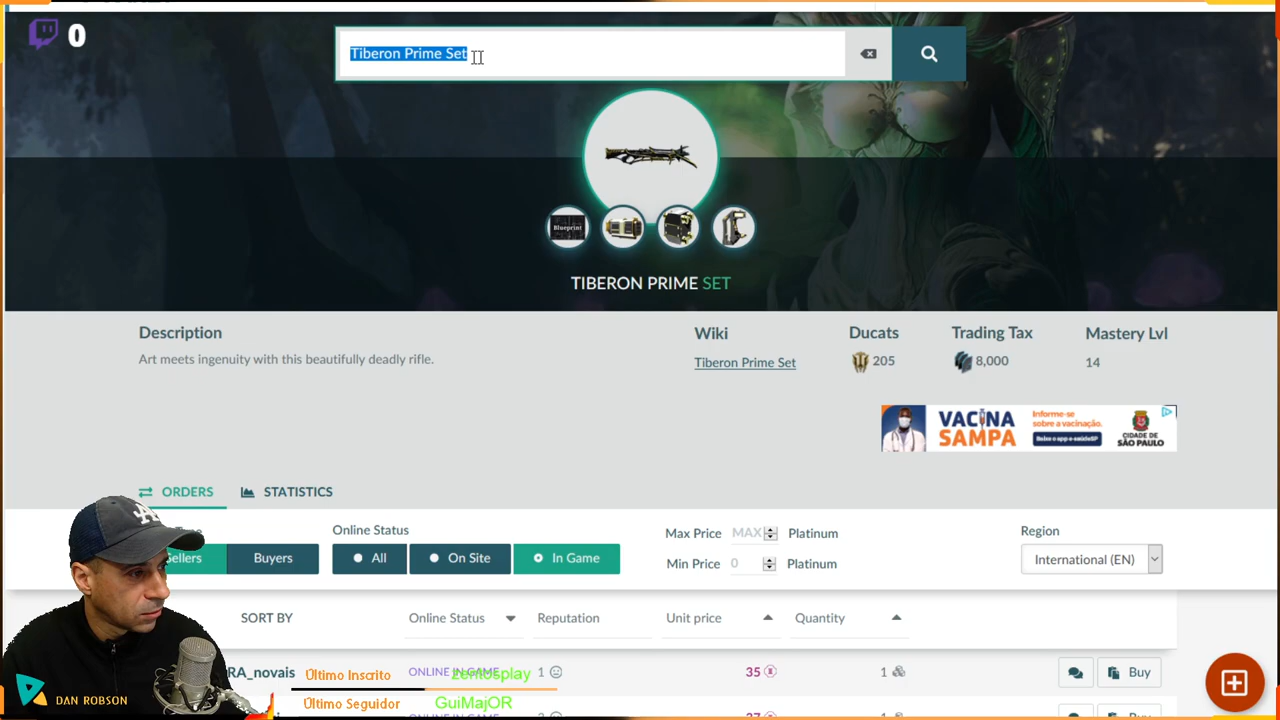 0
Tiberon Prime Set
Blueprint
TIBERON PRIME SET
Description
Wiki
Ducats
Trading Tax
Mastery Lvl
Art meets ingenuity with this beautifully deadly rifle.
Tiberon Prime Set
205
8,000
14
VACINA SAMPA
Informe-se sobre a vacinação.
Baixe o app e-saúdeSP
CIDADE DE SÃO PAULO
ORDERS
STATISTICS
Online Status
Max Price
MAX
Platinum
Region
Sellers
Buyers
All
On Site
In Game
Min Price
0
Platinum
International (EN)
SORT BY
Online Status
Reputation
Unit price
Quantity
RA_novais
ONLINE IN GAME
1
35
1
Buy
Último Inscrito
Último Seguidor
GuiMajOR
DAN ROBSON